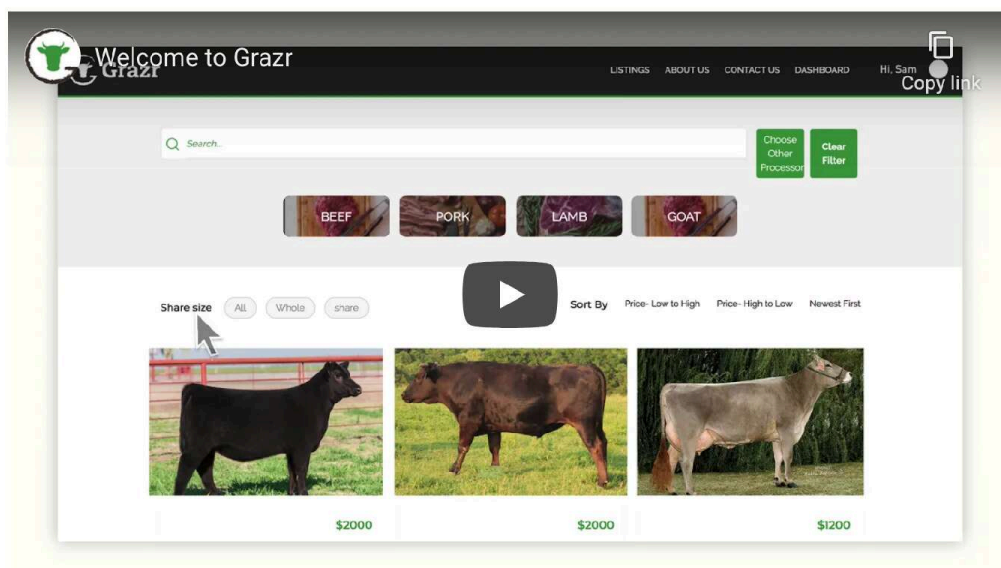 Welcome to Grazr
Grazr
LISTINGS ABOUT US CONTACT US DASHBOARD Hi, Sam
Copy link
Search..
Choose
Other
Processor
Clear
Filter
BEEF PORK LAMB GOAT
Share size All Whole share
Sort By Price- Low to High Price- High to Low Newest First
$2000 $2000 $1200